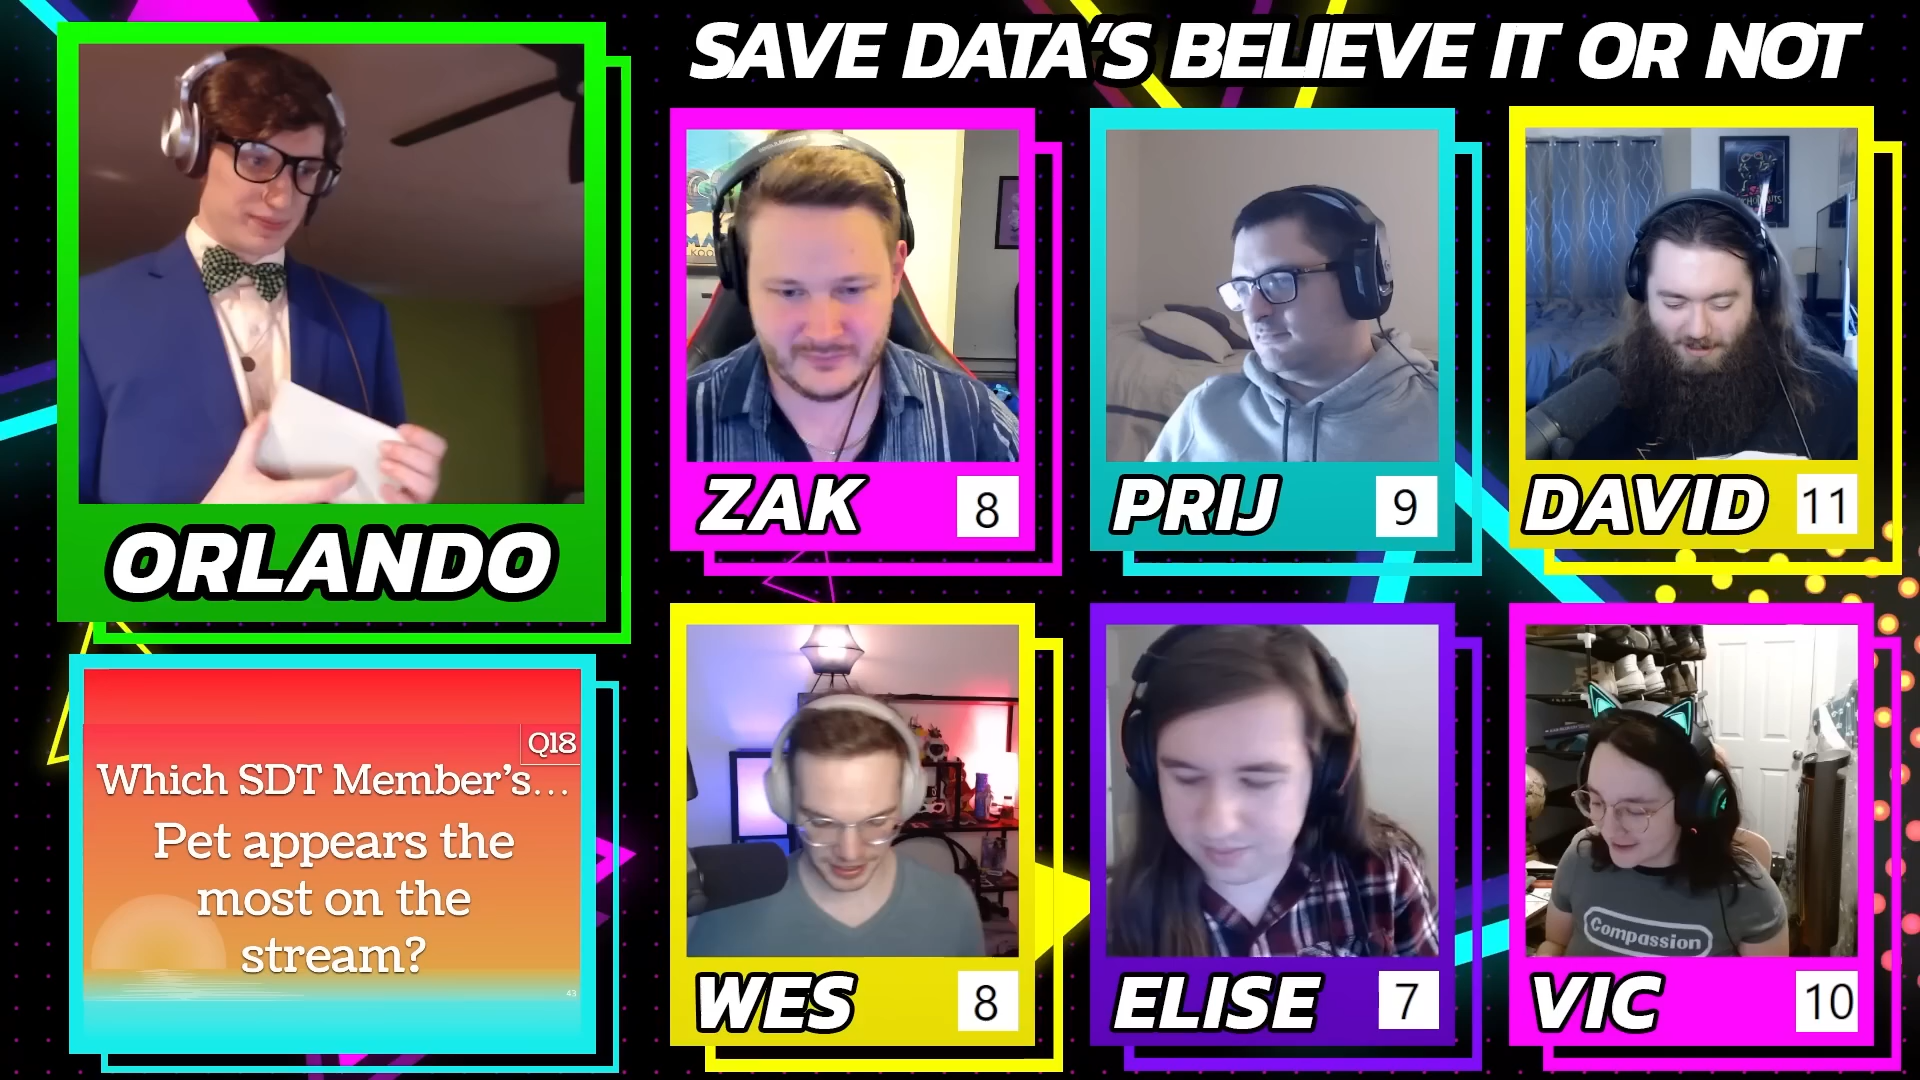 SAVE DATA'S BELIEVE IT OR NOT
ORLANDO
ZAK
8
PRIJ
9
DAVID
11
Q18
Which SDT Member's...
Pet appears the
most on the
stream?
43
WES
8
ELISE
7
Compassion
VIC
10